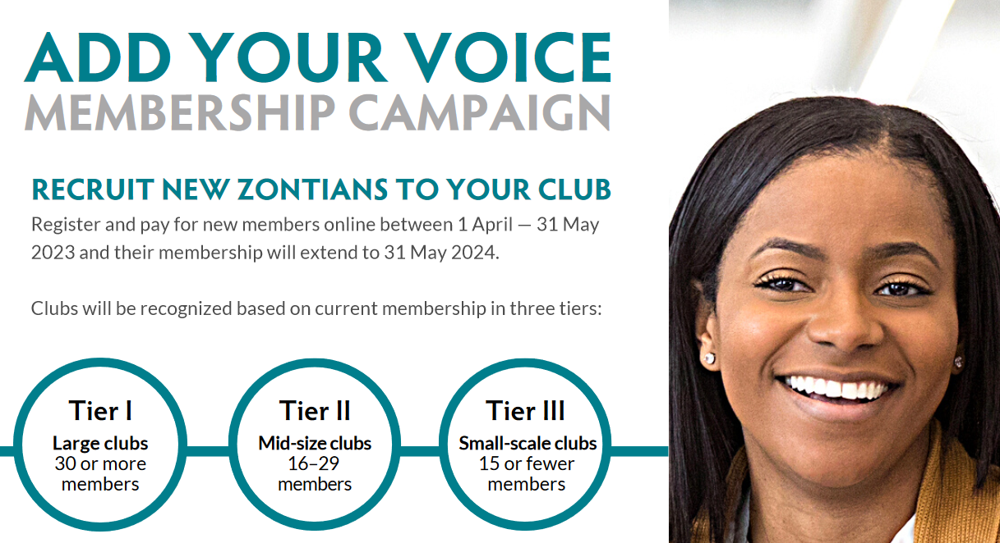 ADD YOUR VOICE
MEMBERSHIP CAMPAIGN
RECRUIT NEW ZONTIANS TO YOUR CLUB
Register and pay for new members online between 1 April — 31 May
2023 and their membership will extend to 31 May 2024.
Clubs will be recognized based on current membership in three tiers:
Tier I
Large clubs
30 or more
members
Tier II
Mid-size clubs
16–29
members
Tier III
Small-scale clubs
15 or fewer
members